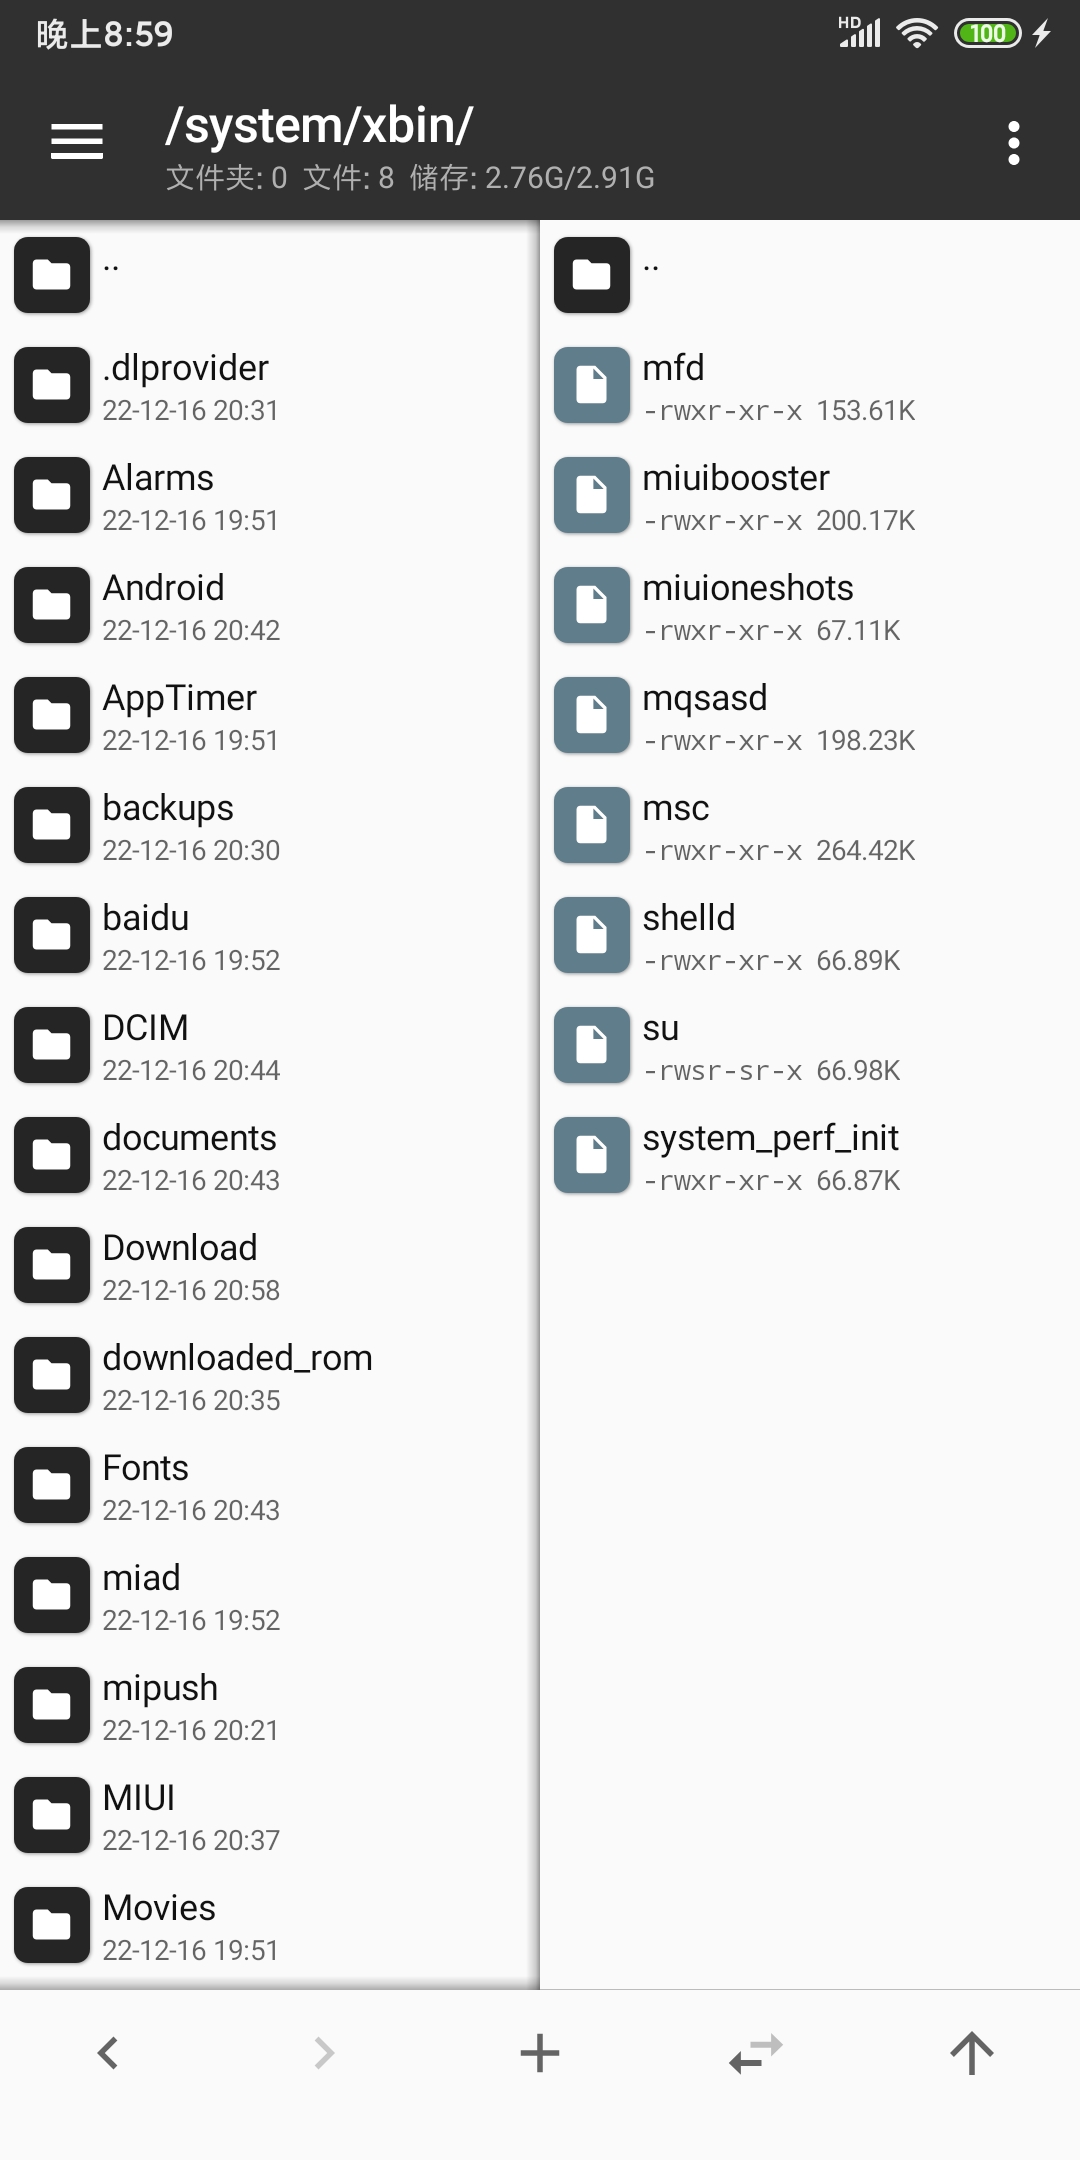 晚上8:59
HD
100
/system/xbin/
文件夹: 0 文件: 8 储存: 2.76G/2.91G
..
.dlprovider
22-12-16 20:31
Alarms
22-12-16 19:51
Android
22-12-16 20:42
AppTimer
22-12-16 19:51
backups
22-12-16 20:30
baidu
22-12-16 19:52
DCIM
22-12-16 20:44
documents
22-12-16 20:43
Download
22-12-16 20:58
downloaded_rom
22-12-16 20:35
Fonts
22-12-16 20:43
miad
22-12-16 19:52
mipush
22-12-16 20:21
MIUI
22-12-16 20:37
Movies
22-12-16 19:51
..
mfd
-rwxr-xr-x 153.61K
miuibooster
-rwxr-xr-x 200.17K
miuioneshots
-rwxr-xr-x 67.11K
mqsasd
-rwxr-xr-x 198.23K
msc
-rwxr-xr-x 264.42K
shelld
-rwxr-xr-x 66.89K
su
-rwsr-sr-x 66.98K
system_perf_init
-rwxr-xr-x 66.87K